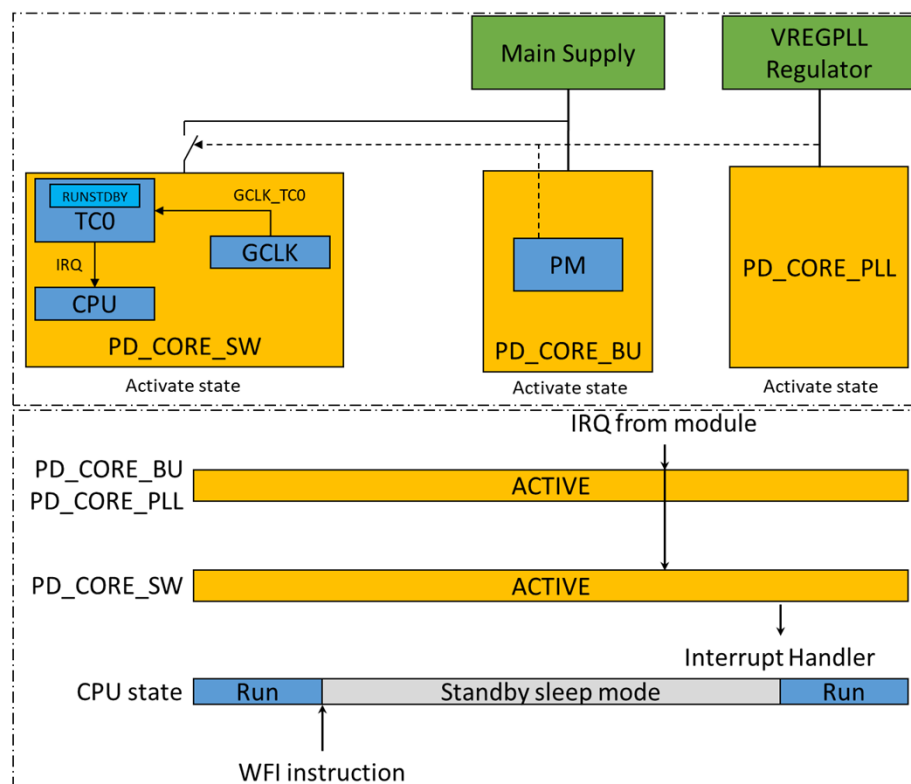 Main Supply
VREGPLL
Regulator
RUNSTDBY
TC0
GCLK_TC0
GCLK
IRQ
CPU
PD_CORE_SW
PM
PD_CORE_BU
PD_CORE_PLL
Activate state
Activate state
Activate state
IRQ from module
PD_CORE_BU
PD_CORE_PLL
ACTIVE
PD_CORE_SW
ACTIVE
Interrupt Handler
CPU state
Run
Standby sleep mode
Run
WFI instruction